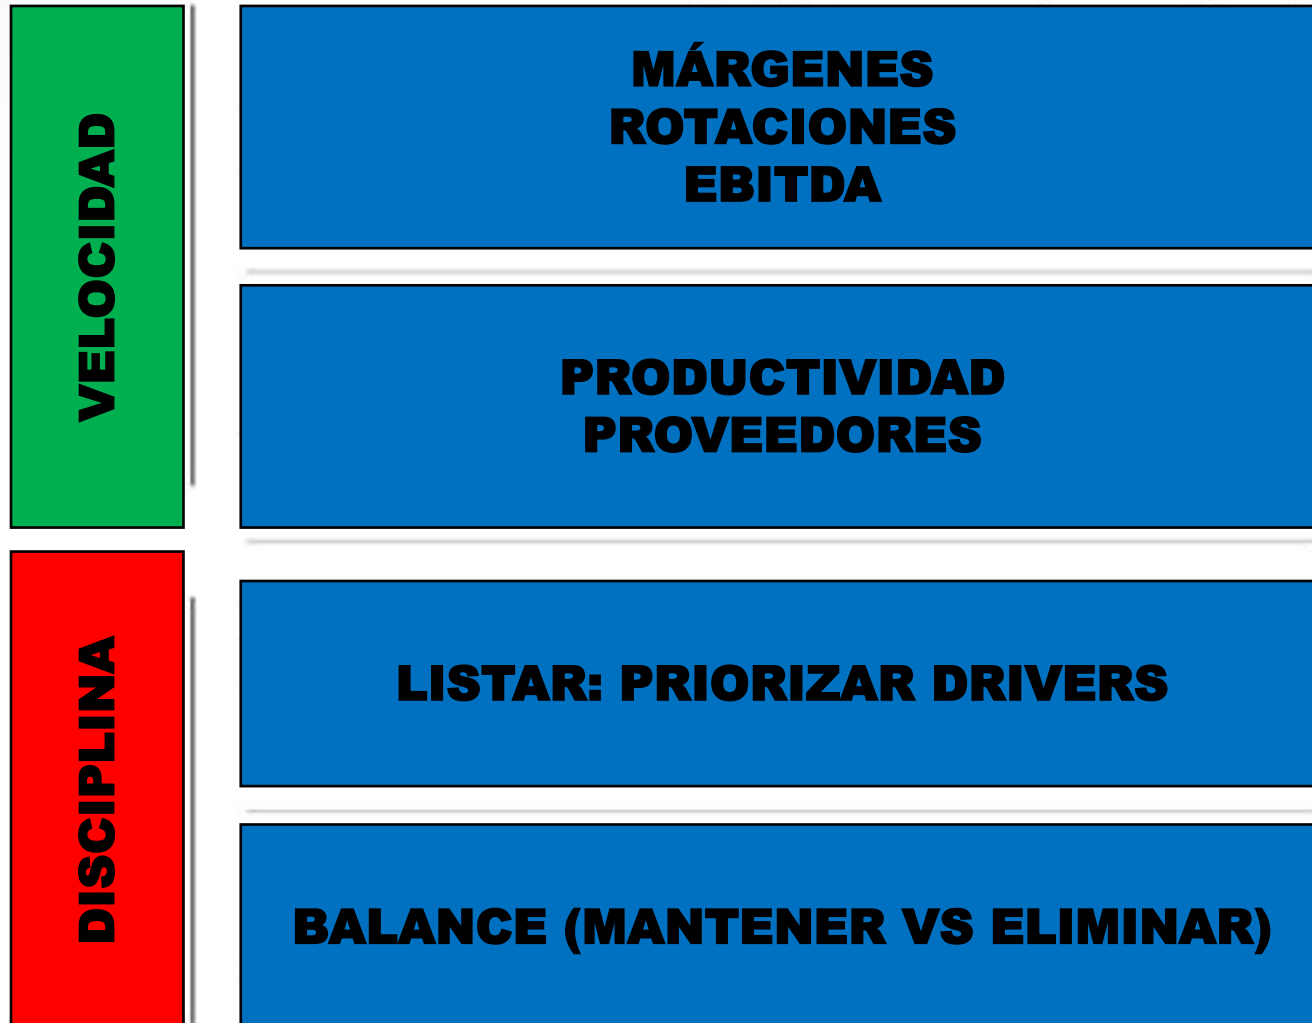 VELOCIDAD
MÁRGENES
ROTACIONES
EBITDA
PRODUCTIVIDAD
PROVEEDORES
DISCIPLINA
LISTAR: PRIORIZAR DRIVERS
BALANCE (MANTENER VS ELIMINAR)